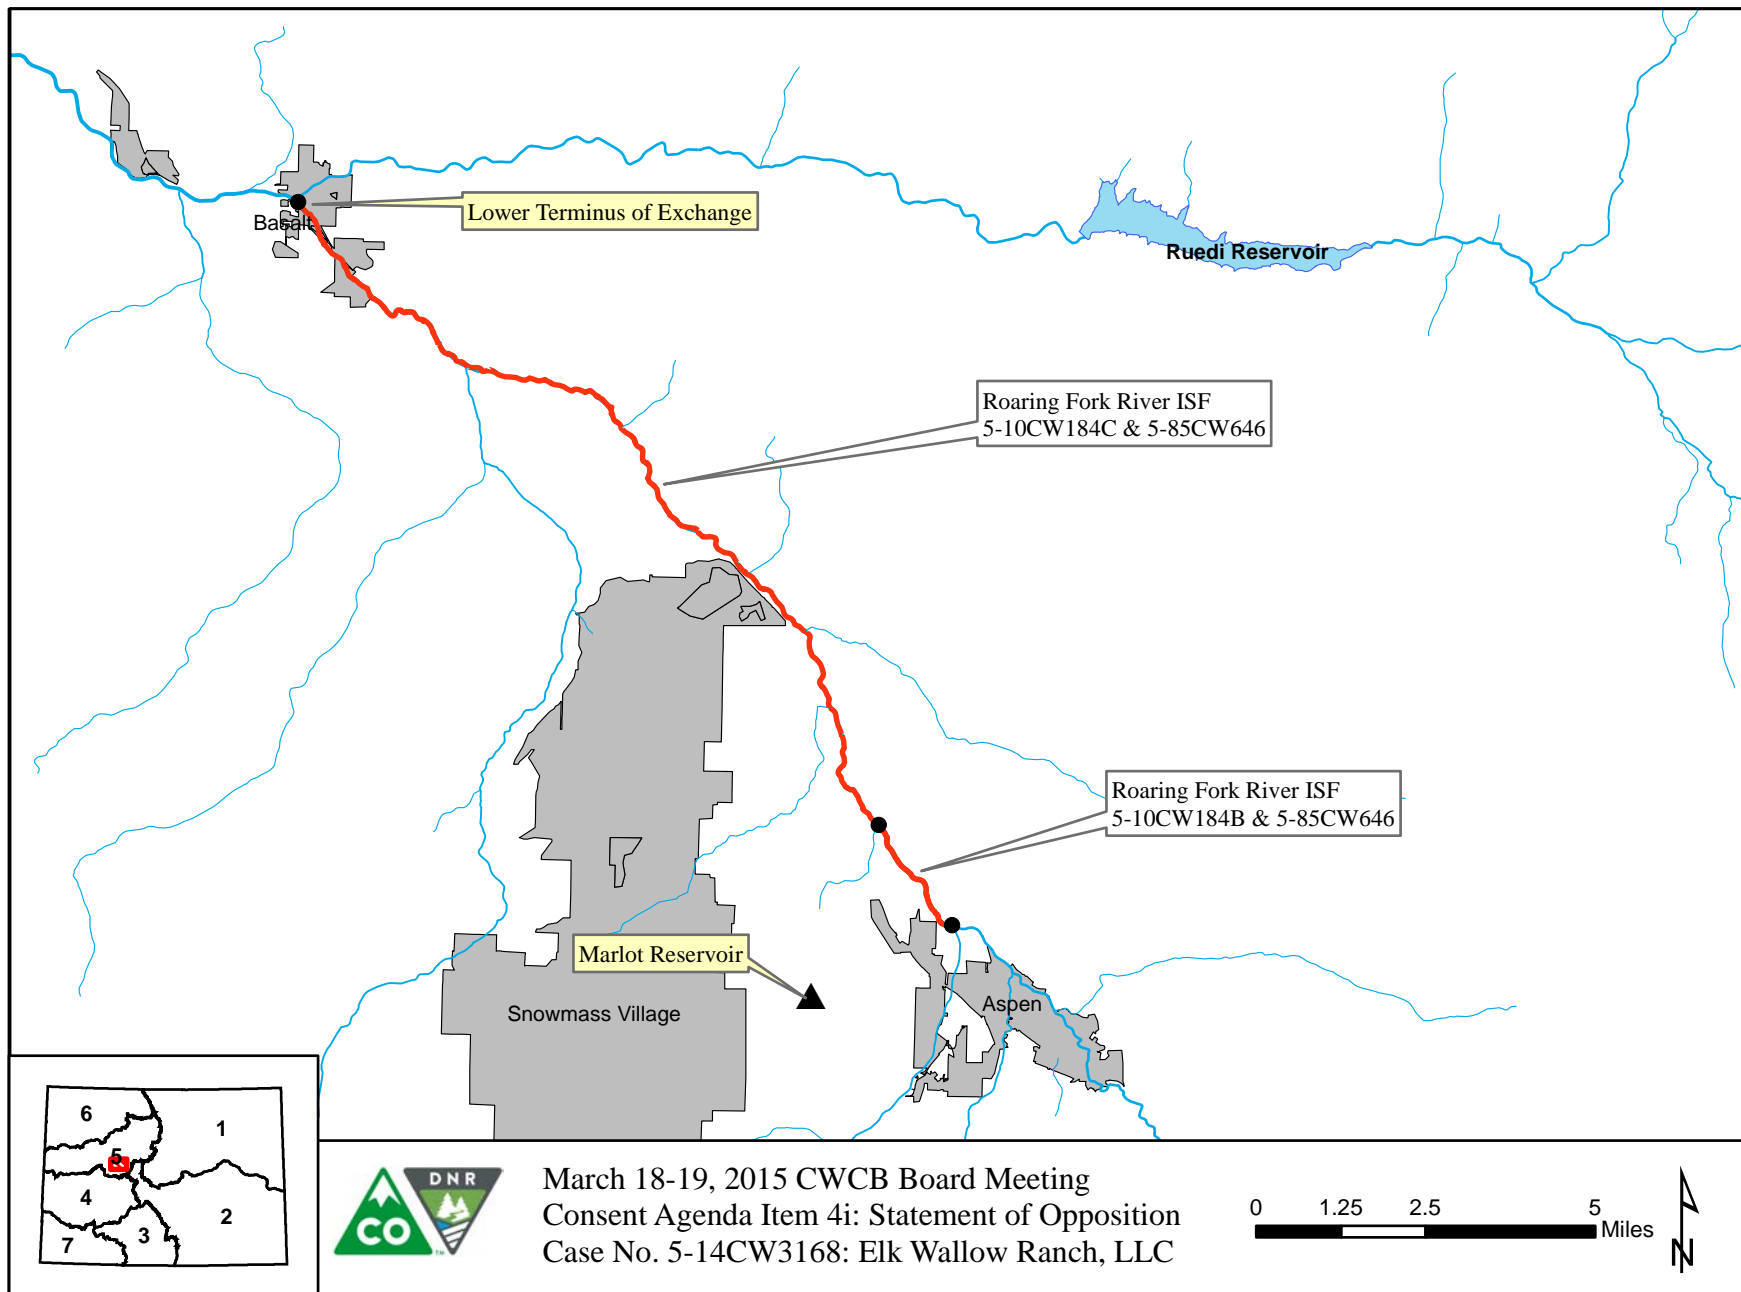 Lower Terminus of Exchange
Basalt
Ruedi Reservoir
Roaring Fork River ISF
5-10CW184C & 5-85CW646
Roaring Fork River ISF
5-10CW184B & 5-85CW646
Marlot Reservoir
Snowmass Village
Aspen
6
1
5
4
2
3
7
CO
TM
DNR
March 18-19, 2015 CWCB Board Meeting
Consent Agenda Item 4i: Statement of Opposition
Case No. 5-14CW3168: Elk Wallow Ranch, LLC
0 1.25 2.5 5
Miles
N